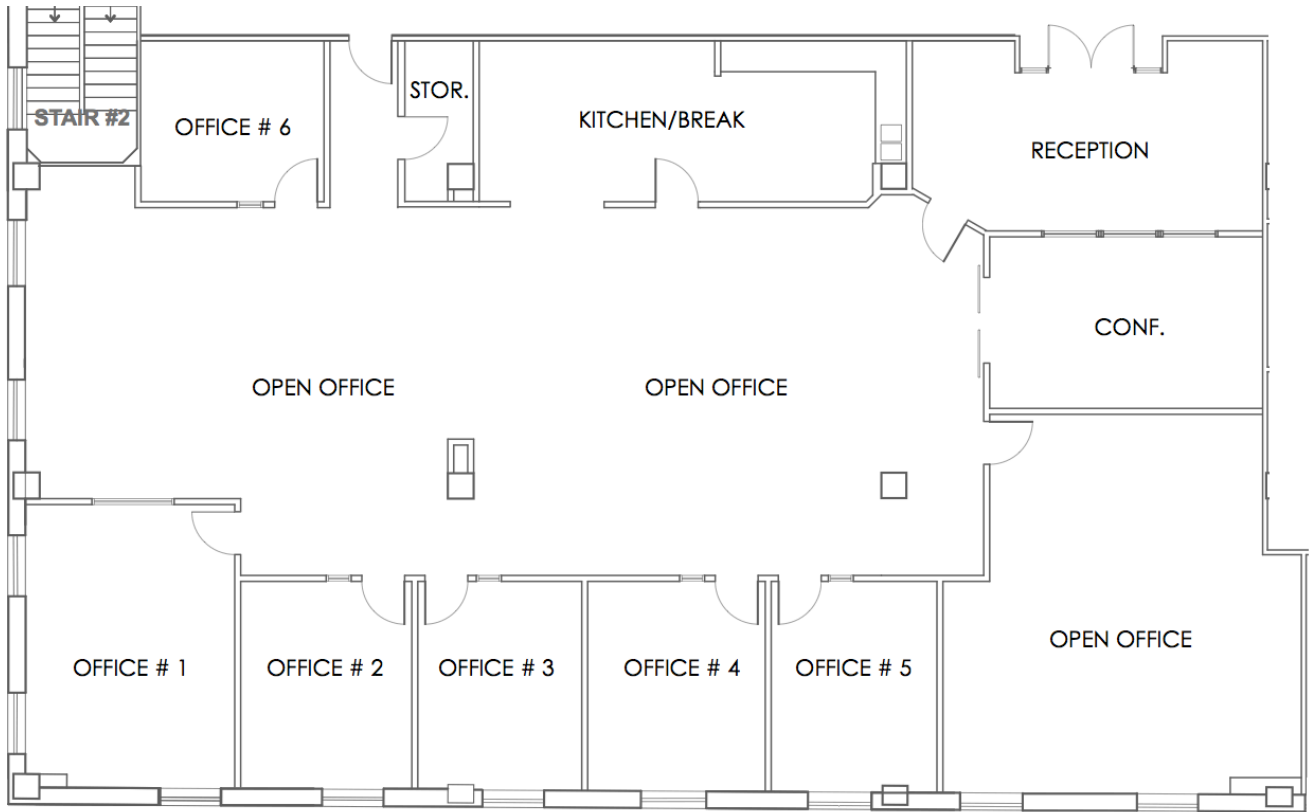 STAIR #2
OFFICE # 6
STOR.
KITCHEN/BREAK
RECEPTION
CONF.
OPEN OFFICE
OPEN OFFICE
OPEN OFFICE
OFFICE # 1
OFFICE # 2
OFFICE # 3
OFFICE # 4
OFFICE # 5